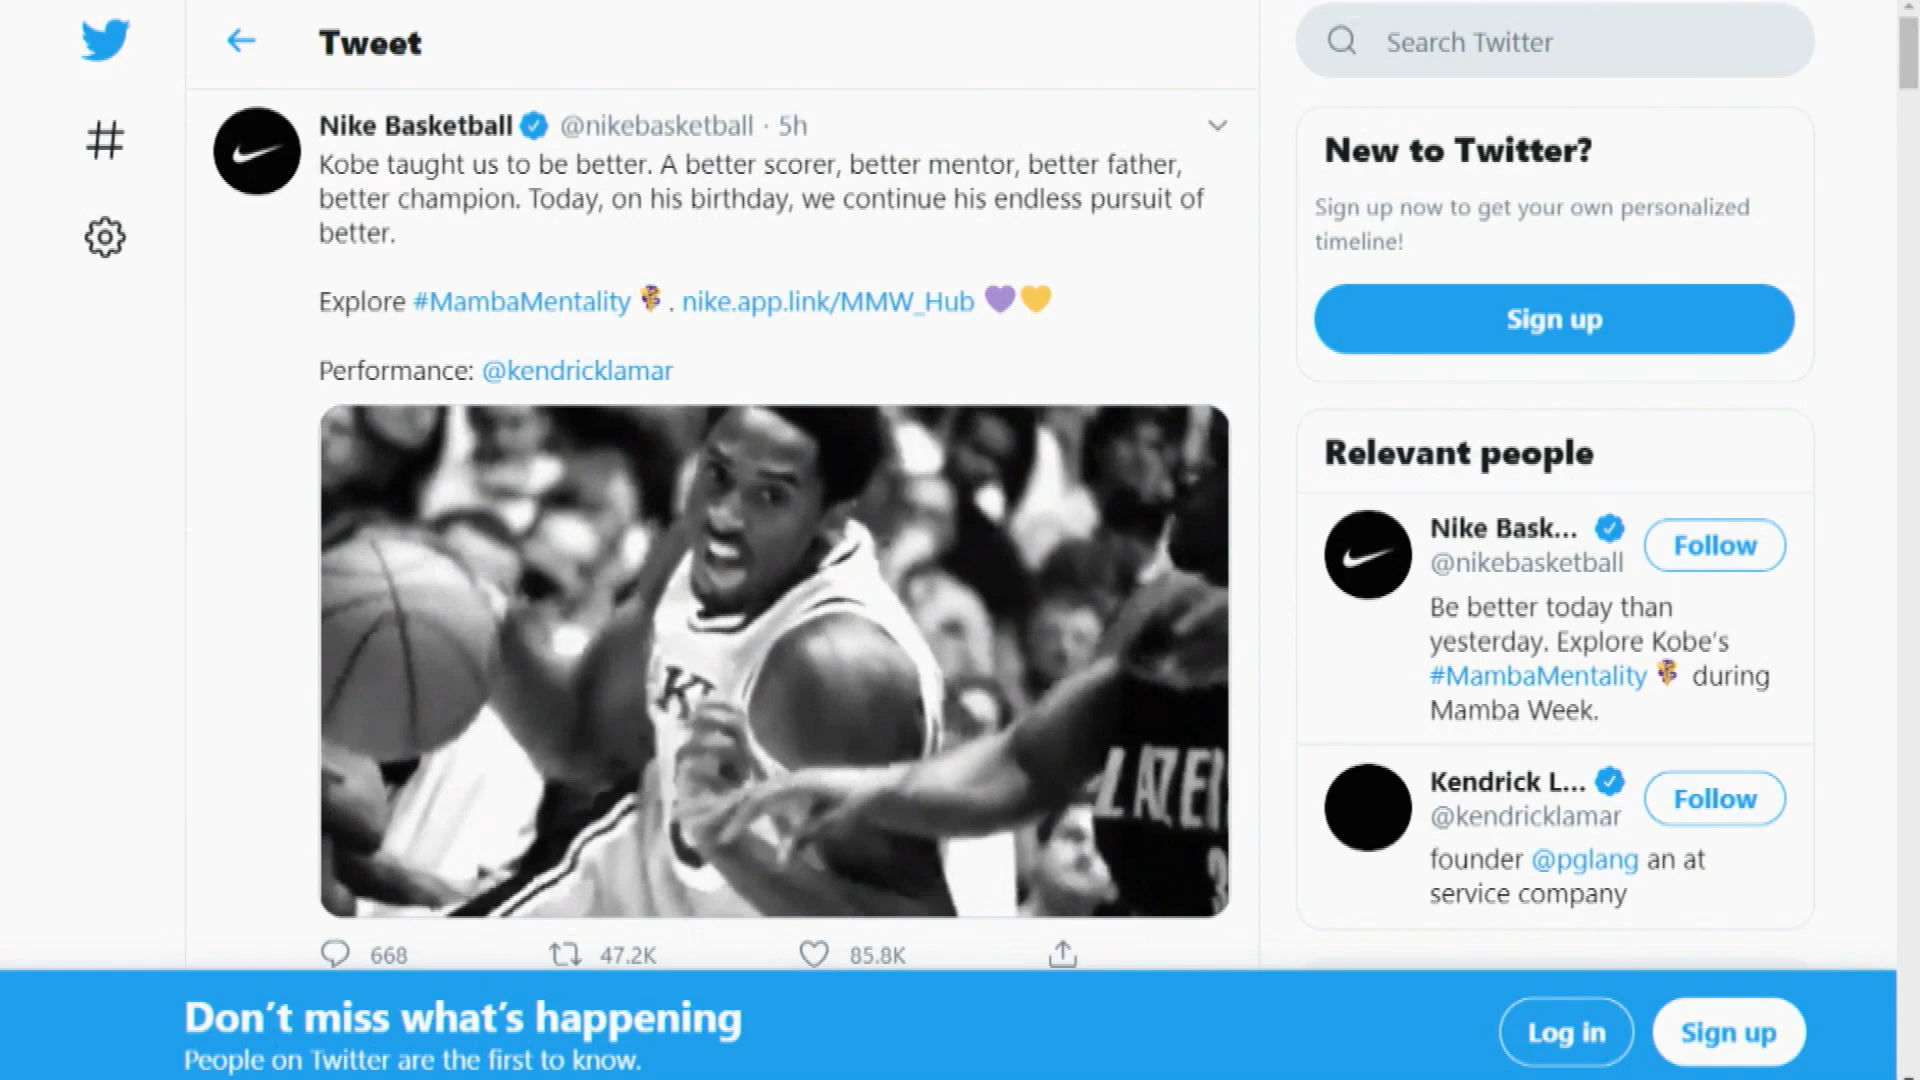 Tweet
Nike Basketball @nikebasketball · 5h
Kobe taught us to be better. A better scorer, better mentor, better father,
better champion. Today, on his birthday, we continue his endless pursuit of
better.
Explore #MambaMentality . nike.app.link/MMW_Hub 💜💛
Performance: @kendricklamar
LAZER
3
668 47.2K 85.8K
Search Twitter
New to Twitter?
Sign up now to get your own personalized
timeline!
Sign up
Relevant people
Nike Bask...
@nikebasketball
Follow
Be better today than
yesterday. Explore Kobe's
#MambaMentality during
Mamba Week.
Kendrick L...
@kendricklamar
Follow
founder @pglang an at
service company
Don't miss what's happening
People on Twitter are the first to know.
Log in
Sign up